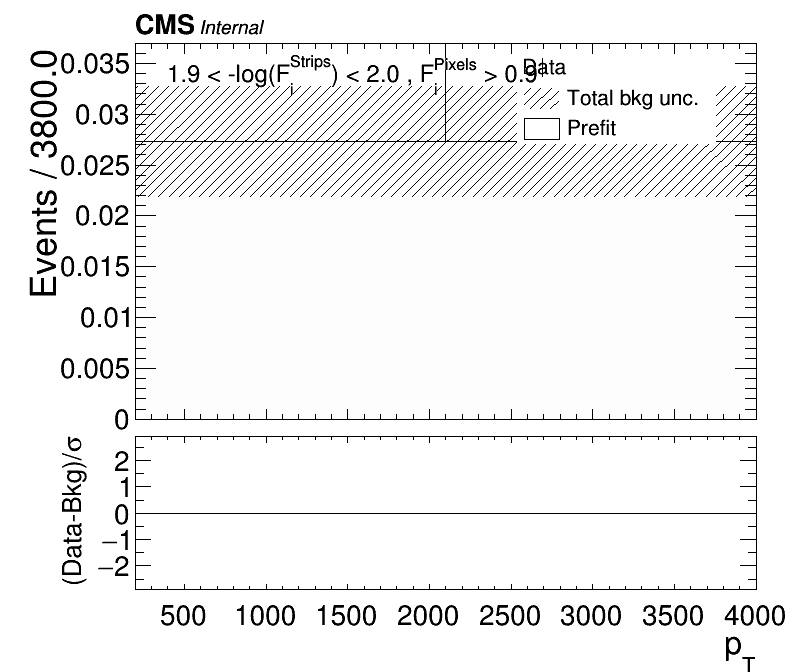 CMS Internal
1.9 < -log(F_i^Strips) < 2.0 , F_i^Pixels > 0.9
Data
Total bkg unc.
Prefit
Events / 3800.0
0.035
0.03
0.025
0.02
0.015
0.01
0.005
0
(Data-Bkg)/σ
2
1
0
−1
−2
500 1000 1500 2000 2500 3000 3500 4000
p_T